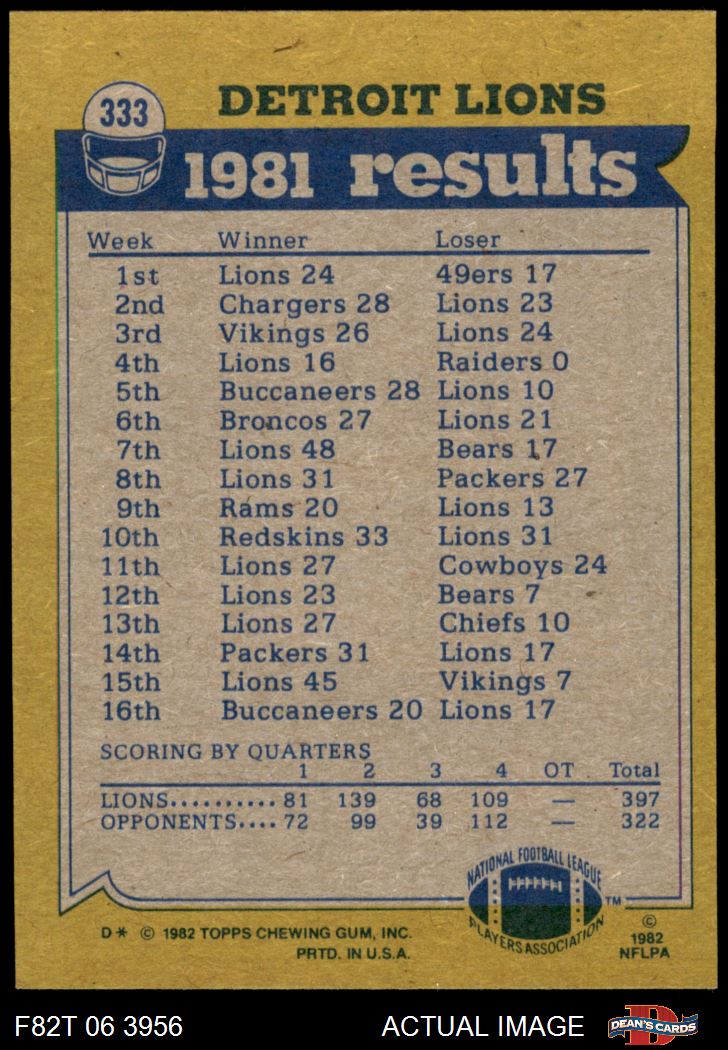 333
DETROIT LIONS
1981 results
Week Winner Loser
1st Lions 24 49ers 17
2nd Chargers 28 Lions 23
3rd Vikings 26 Lions 24
4th Lions 16 Raiders 0
5th Buccaneers 28 Lions 10
6th Broncos 27 Lions 21
7th Lions 48 Bears 17
8th Lions 31 Packers 27
9th Rams 20 Lions 13
10th Redskins 33 Lions 31
11th Lions 27 Cowboys 24
12th Lions 23 Bears 7
13th Lions 27 Chiefs 10
14th Packers 31 Lions 17
15th Lions 45 Vikings 7
16th Buccaneers 20 Lions 17
SCORING BY QUARTERS
1 2 3 4 OT Total
LIONS.......... 81 139 68 109 — 397
OPPONENTS.... 72 99 39 112 — 322
NATIONAL FOOTBALL LEAGUE
PLAYERS ASSOCIATION
TM
D* © 1982 TOPPS CHEWING GUM, INC.
PRTD. IN U.S.A.
©
1982
NFLPA
F82T 06 3956 ACTUAL IMAGE
D
DEAN'S CARDS